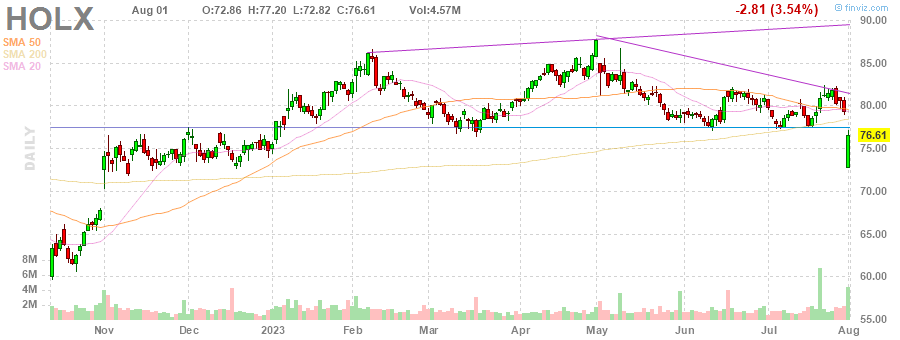 HOLX Aug 01 O:72.86 H:77.20 L:72.82 C:76.61 Vol:4.57M -2.81 (3.54%) © finviz.com
SMA 50
SMA 200
SMA 20
DAILY
90.00
85.00
80.00
76.61
75.00
70.00
65.00
60.00
55.00
8M
6M
4M
2M
Nov Dec 2023 Feb Mar Apr May Jun Jul Aug